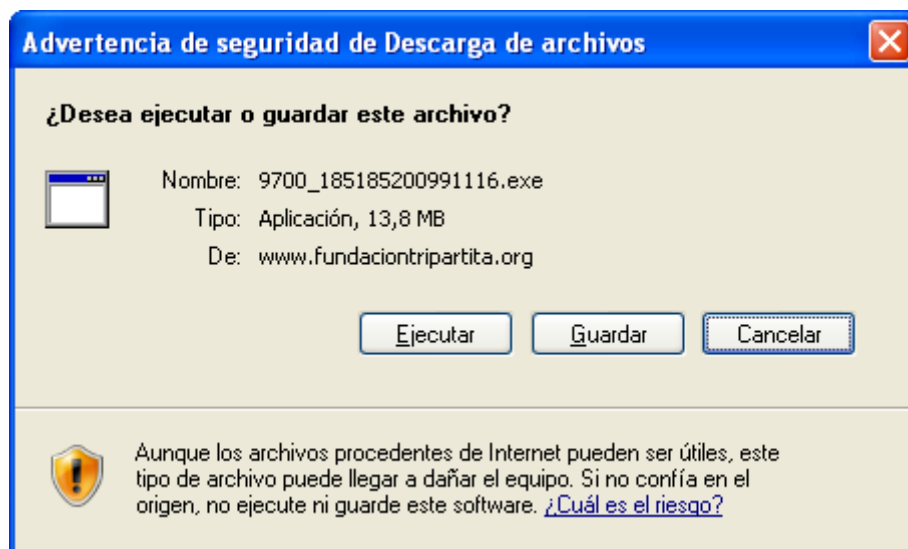 Advertencia de seguridad de Descarga de archivos
¿Desea ejecutar o guardar este archivo?
Nombre: 9700_185185200991116.exe
Tipo: Aplicación, 13,8 MB
De: www.fundaciontripartita.org
Ejecutar Guardar Cancelar
Aunque los archivos procedentes de Internet pueden ser útiles, este
tipo de archivo puede llegar a dañar el equipo. Si no confía en el
origen, no ejecute ni guarde este software. ¿Cuál es el riesgo?